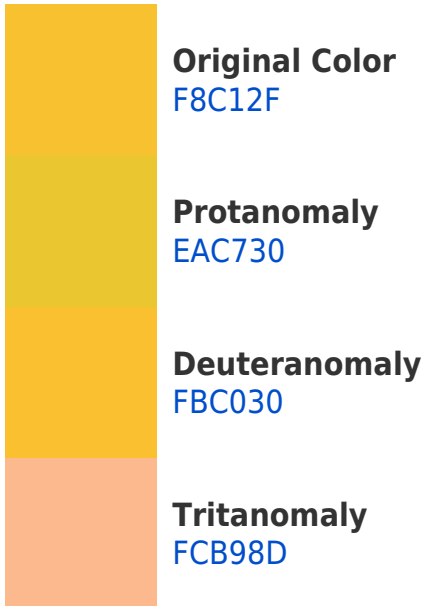 Original Color
F8C12F
Protanomaly
EAC730
Deuteranomaly
FBC030
Tritanomaly
FCB98D